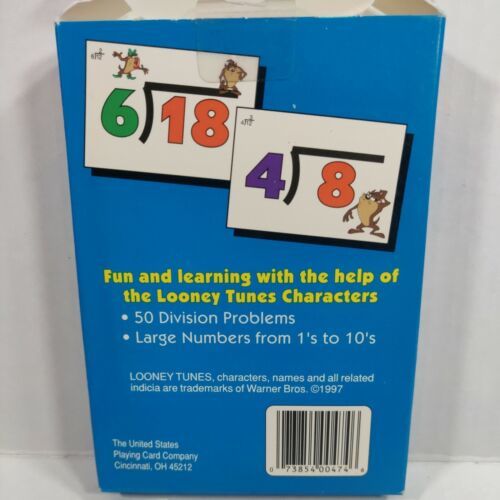 6 18
4 8
Fun and learning with the help of
the Looney Tunes Characters
• 50 Division Problems
• Large Numbers from 1's to 10's
LOONEY TUNES, characters, names and all related
indicia are trademarks of Warner Bros. ©1997
The United States
Playing Card Company
Cincinnati, OH 45212
0 73854 00474 6